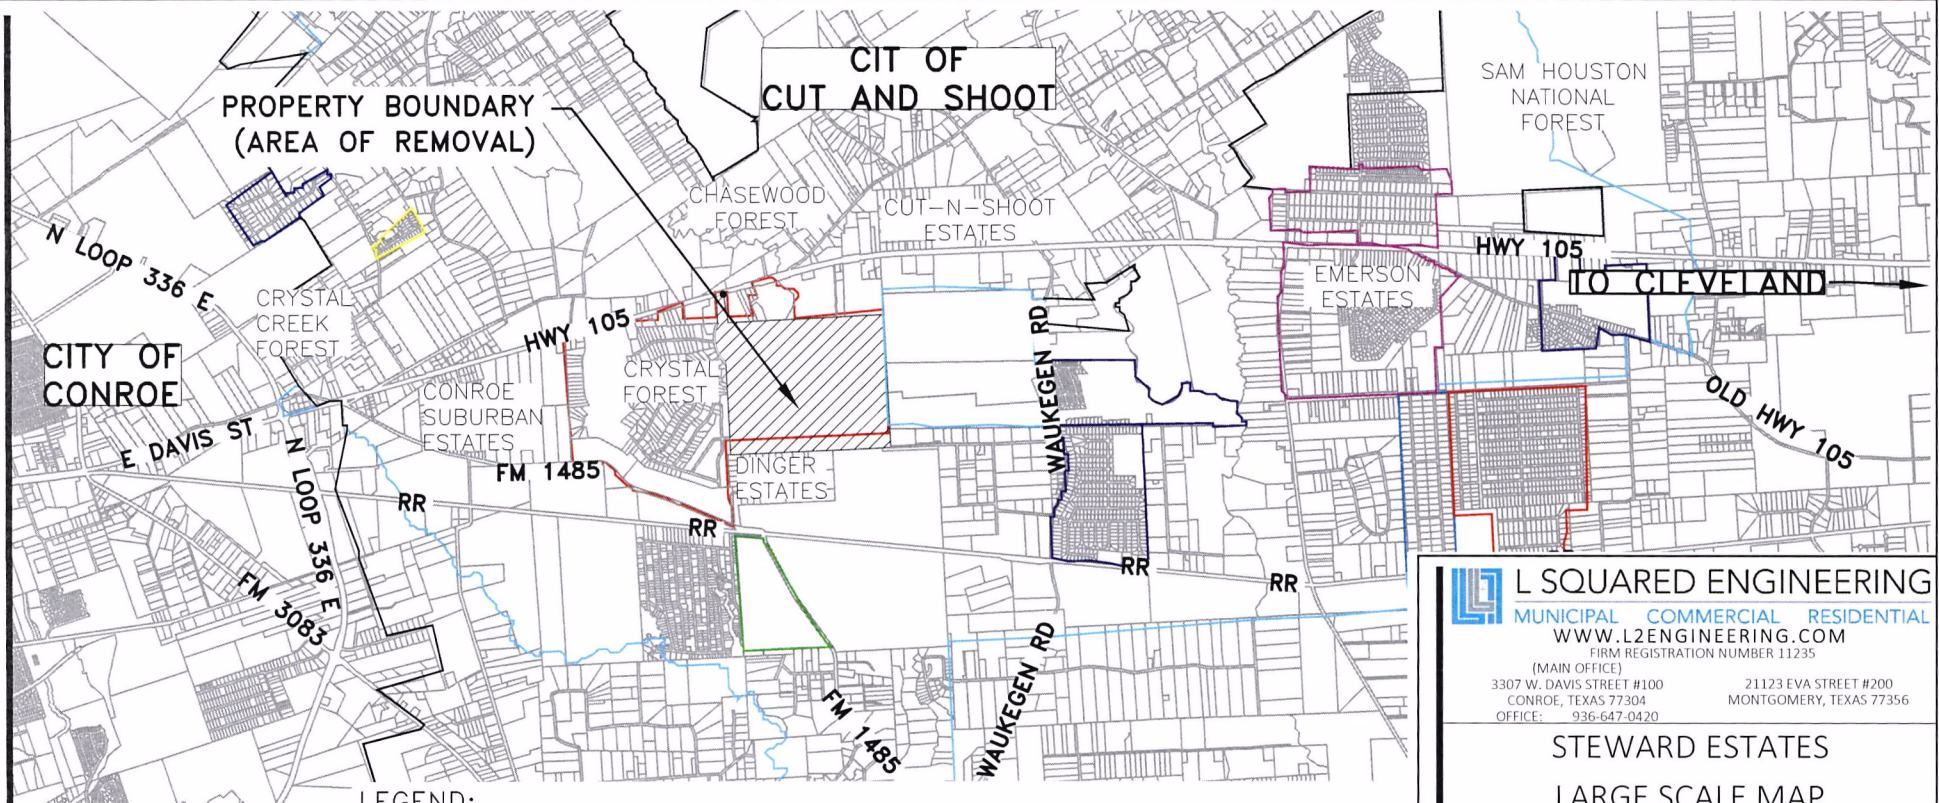 CIT OF
CUT AND SHOOT
PROPERTY BOUNDARY
(AREA OF REMOVAL)
SAM HOUSTON
NATIONAL
FOREST
CHASEWOOD
FOREST
CUT-N-SHOOT
ESTATES
N LOOP 336 E
HWY 105
EMERSON
ESTATES
TO CLEVELAND
CRYSTAL
CREEK
FOREST
HWY 105
WAUKEGEN RD
CITY OF
CONROE
CONROE
SUBURBAN
ESTATES
CRYSTAL
FOREST
OLD HWY 105
E DAVIS ST
N LOOP 336 E
FM 1485
DINGER
ESTATES
RR
RR
RR
RR
FM 3083
WAUKEGEN RD
FM 1485
LEGEND:
L SQUARED ENGINEERING
MUNICIPAL COMMERCIAL RESIDENTIAL
WWW.L2ENGINEERING.COM
FIRM REGISTRATION NUMBER 11235
(MAIN OFFICE)
3307 W. DAVIS STREET #100
CONROE, TEXAS 77304
OFFICE: 936-647-0420
21123 EVA STREET #200
MONTGOMERY, TEXAS 77356
STEWARD ESTATES
LARGE SCALE MAP